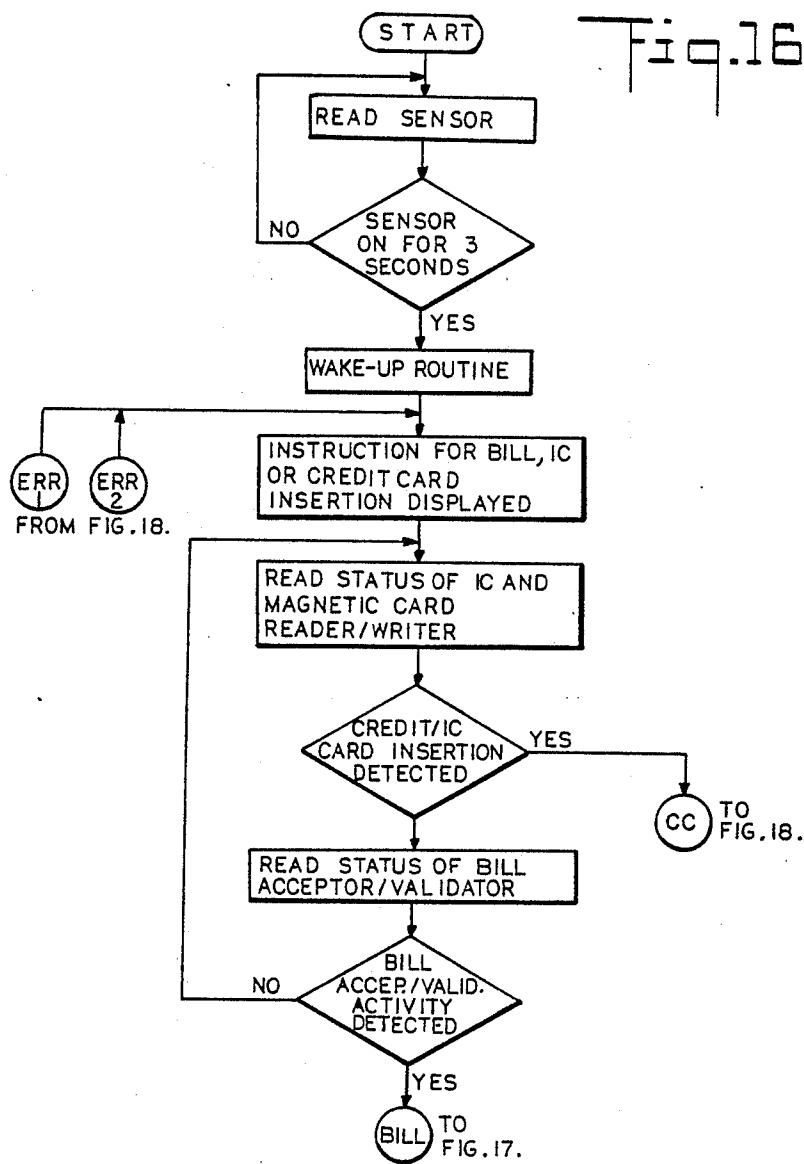 START
Fig.16
READ SENSOR
SENSOR
ON FOR 3
SECONDS
NO
YES
WAKE-UP ROUTINE
INSTRUCTION FOR BILL, IC
OR CREDIT CARD
INSERTION DISPLAYED
ERR
1
ERR
2
FROM FIG.18.
READ STATUS OF IC AND
MAGNETIC CARD
READER/WRITER
CREDIT/IC
CARD INSERTION
DETECTED
YES
CC
TO
FIG.18.
READ STATUS OF BILL
ACCEPTOR/VALIDATOR
BILL
ACCEP./VALID.
ACTIVITY
DETECTED
NO
YES
BILL
TO
FIG.17.